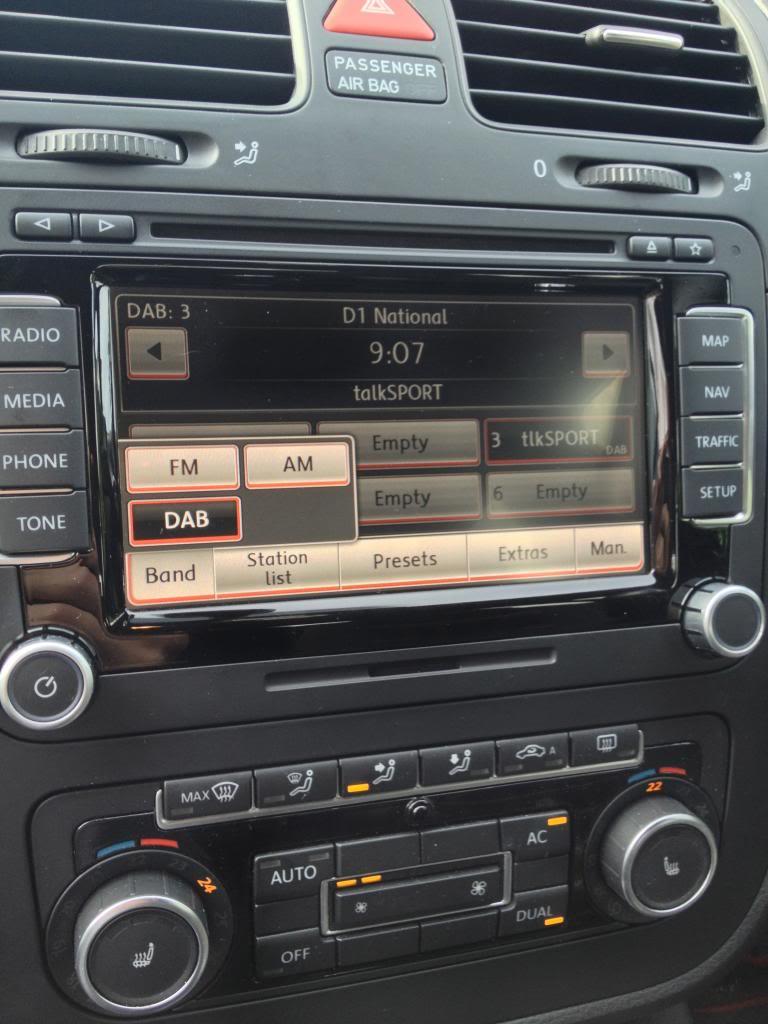 PASSENGER
AIR BAG
0
RADIO
MEDIA
PHONE
TONE
DAB: 3
D1 National
9:07
talkSPORT
Empty
3 tlkSPORT
DAB
FM
AM
DAB
Empty
6 Empty
Band
Station
list
Presets
Extras
Man.
MAP
NAV
TRAFFIC
SETUP
MAX
A
24
22
AUTO
AC
OFF
DUAL